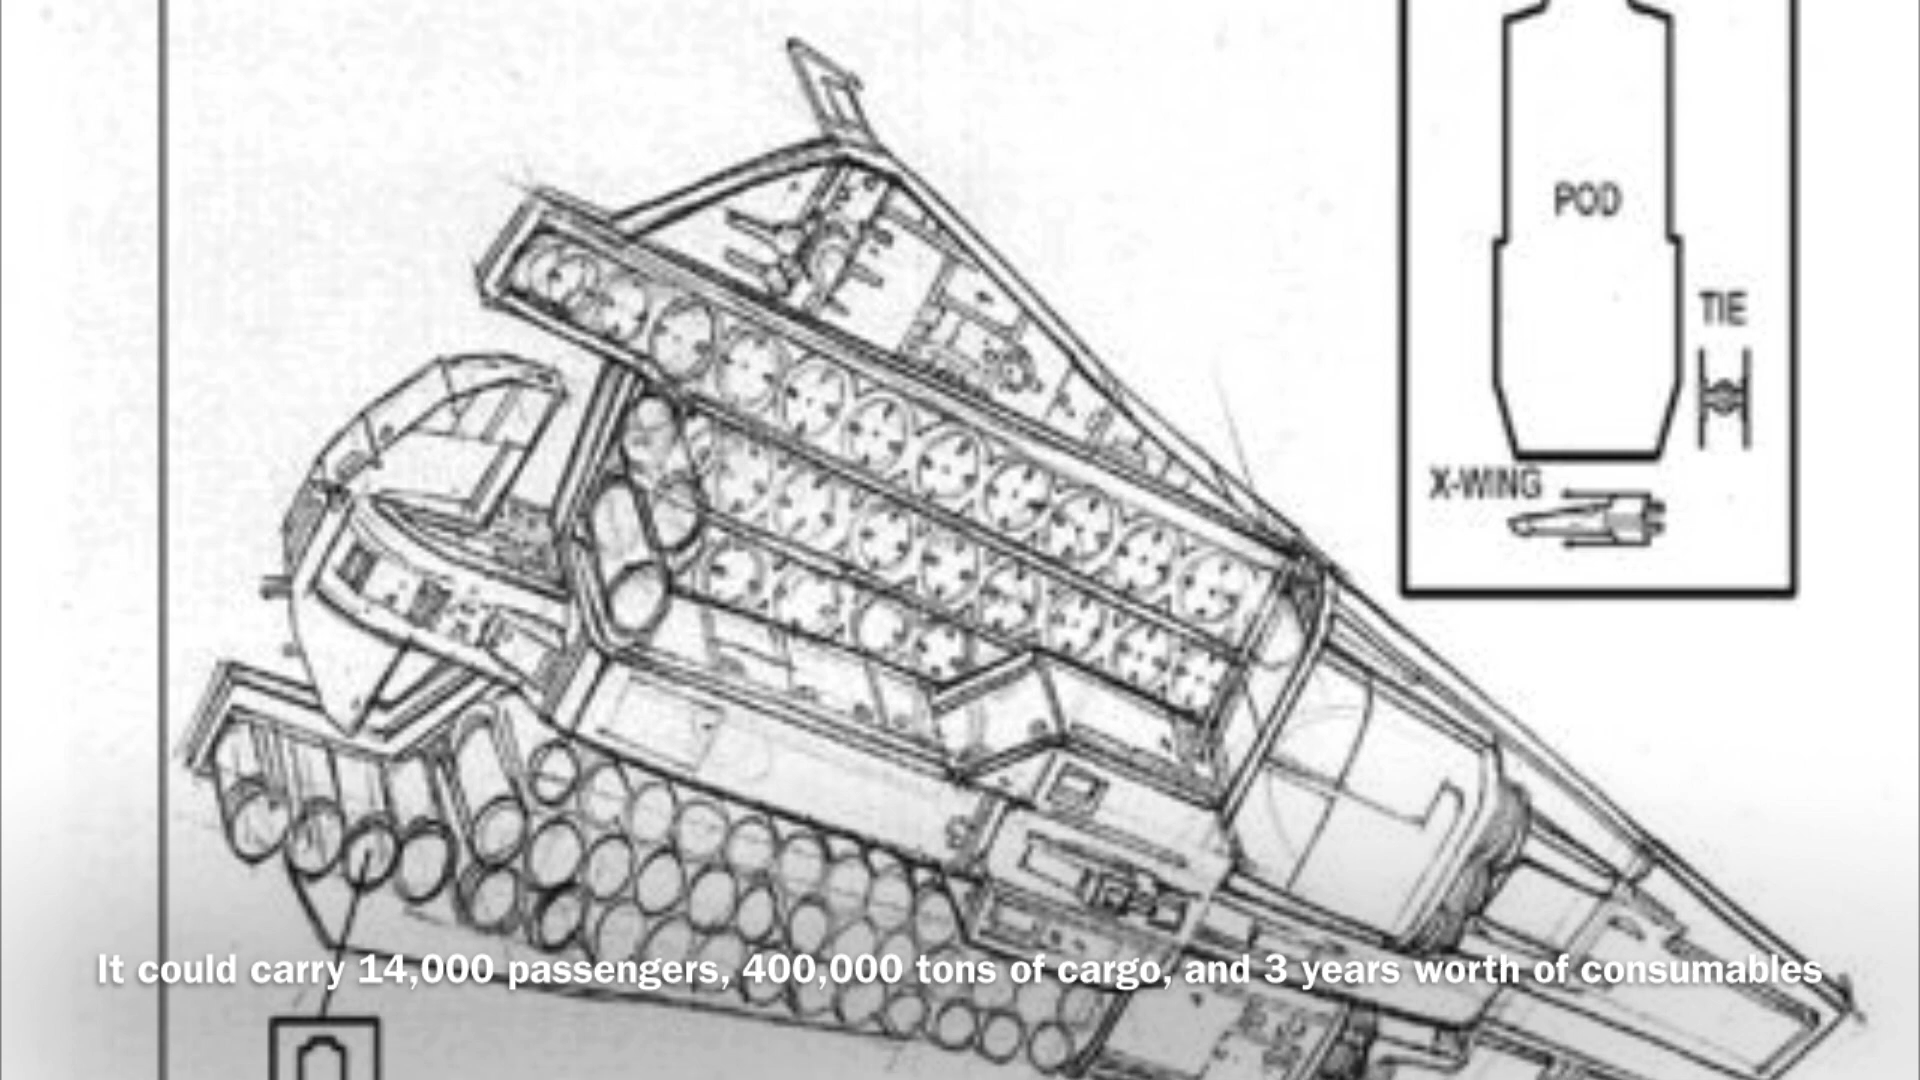 POD
TIE
X-WING
It could carry 14,000 passengers, 400,000 tons of cargo, and 3 years worth of consumables